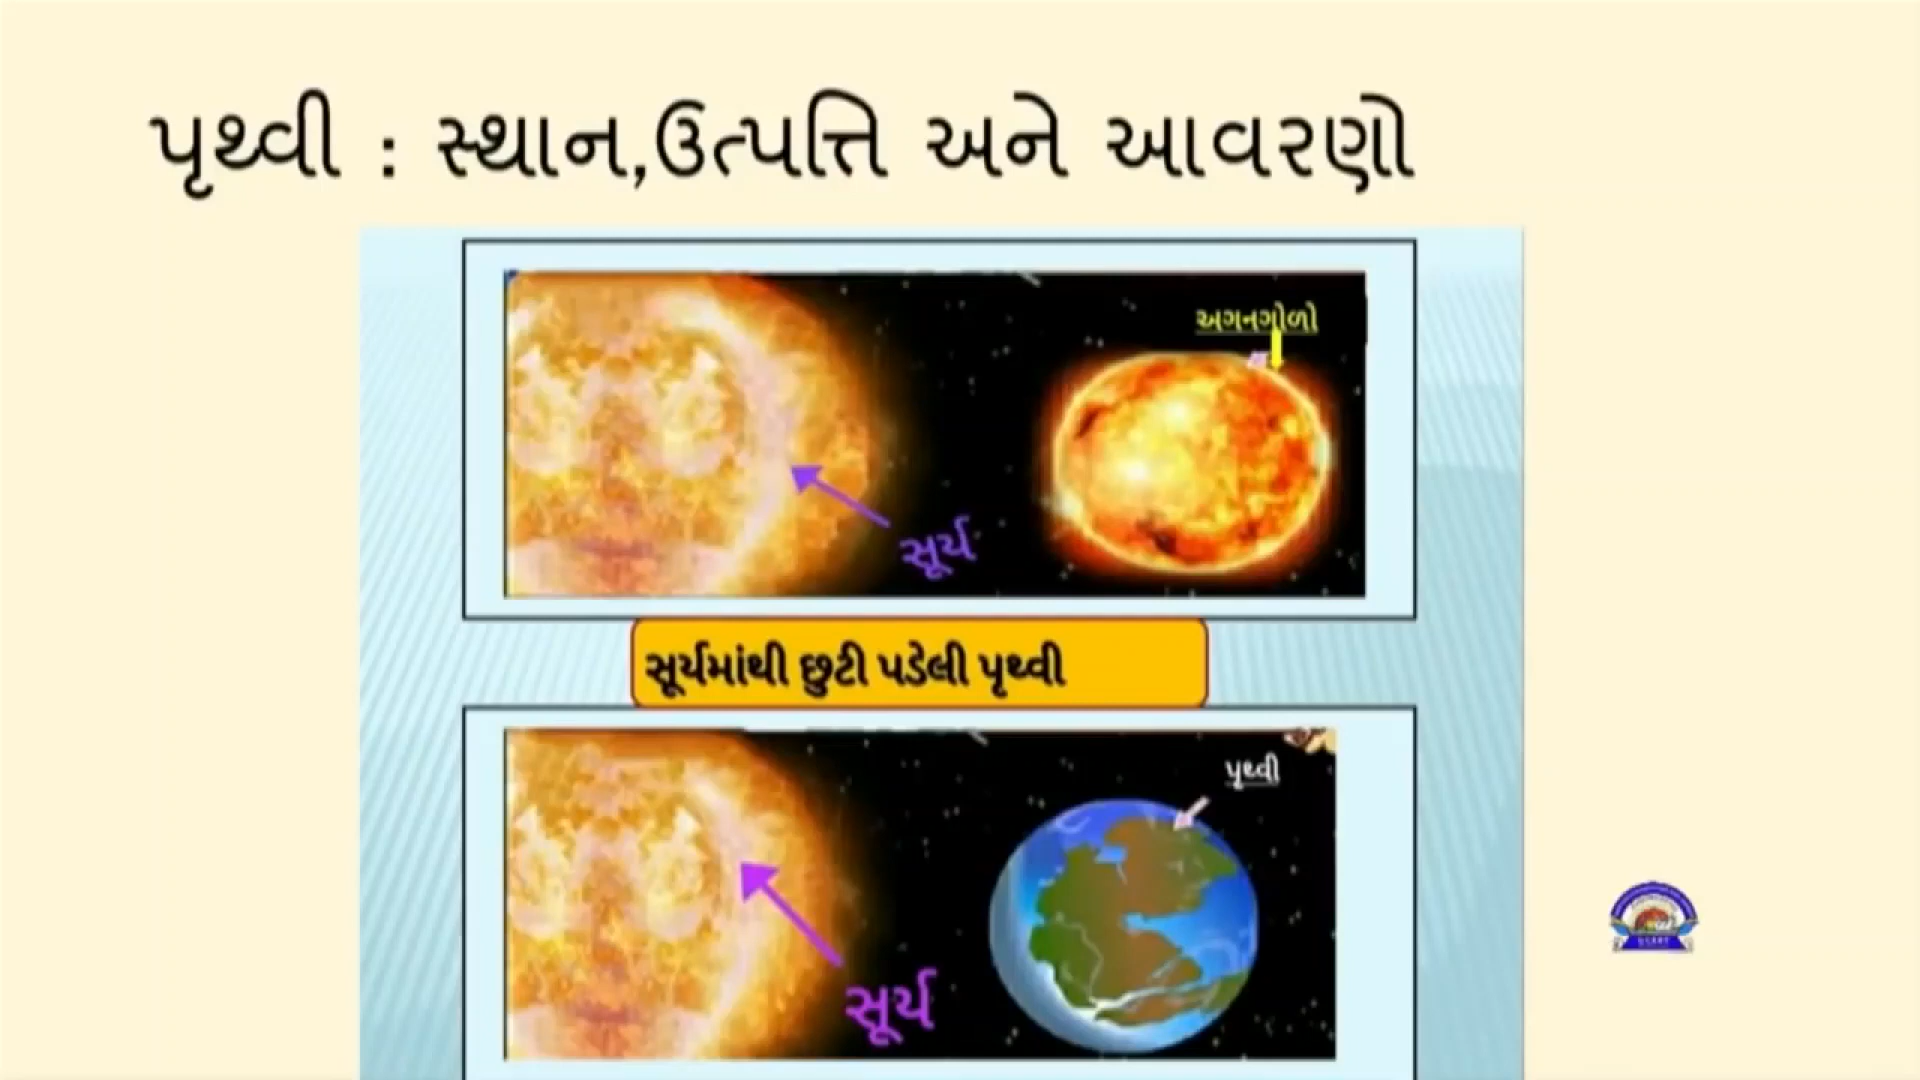 પૃથ્વી : સ્થાન,ઉત્પત્તિ અને આવરણો
અગનગોળો
સૂર્ય
સૂર્યમાંથી છુટી પડેલી પૃથ્વી
પૃથ્વી
સૂર્ય